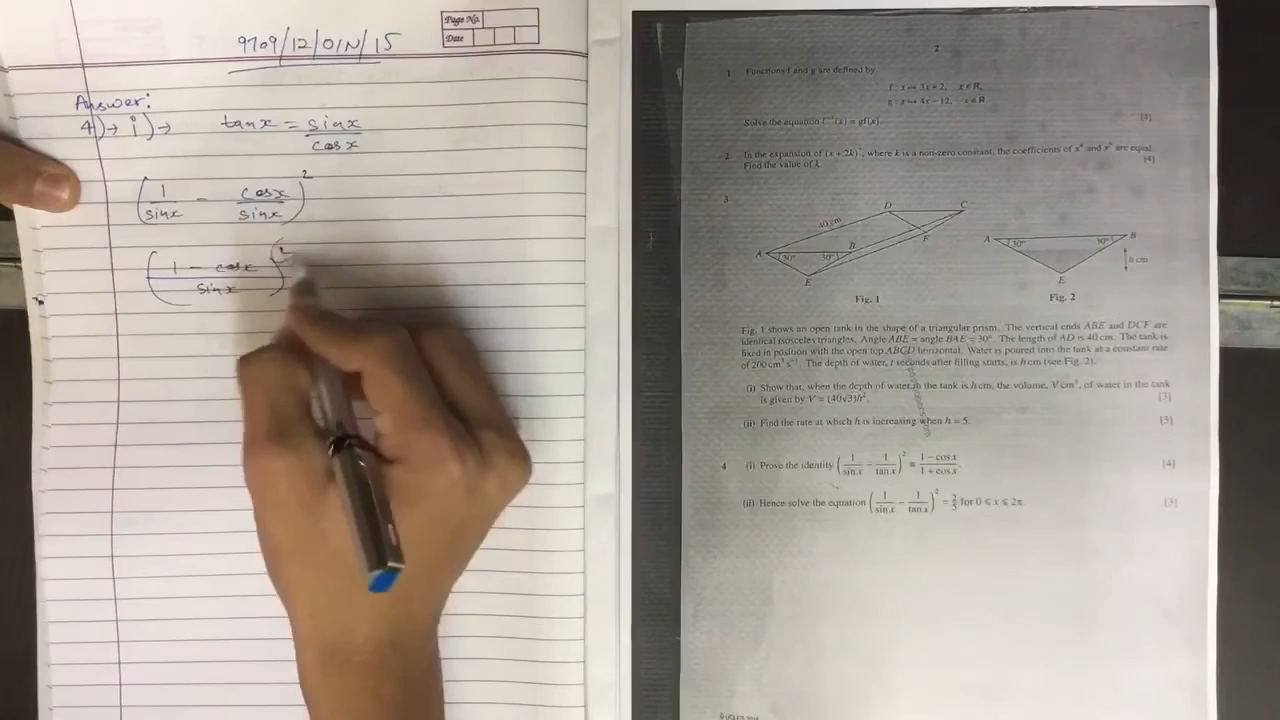 Page No.
Date
9709/12/O/N/15
Answer:
4) → i) → tan x = sin x / cos x
(1/sin x - cos x/sin x)²
((1 - cos x)/sin x)²
2
1 Functions f and g are defined by
f : x ↦ 3x + 2, x ∈ ℝ,
g : x ↦ 4x − 12, x ∈ ℝ.
Solve the equation f⁻¹(x) = gf(x). [3]
2 In the expansion of (x + 2k)⁷, where k is a non-zero constant, the coefficients of x⁴ and x⁵ are equal.
Find the value of k. [4]
3
D C
40 cm
F
A B
30° 30°
E
A B
30° 30°
h cm
E
Fig. 1 Fig. 2
Fig. 1 shows an open tank in the shape of a triangular prism. The vertical ends ABE and DCF are
identical isosceles triangles. Angle ABE = angle BAE = 30°. The length of AD is 40 cm. The tank is
fixed in position with the open top ABCD horizontal. Water is poured into the tank at a constant rate
of 200 cm³ s⁻¹. The depth of water, t seconds after filling starts, is h cm (see Fig. 2).
(i) Show that, when the depth of water in the tank is h cm, the volume, V cm³, of water in the tank
is given by V = (40√3)h². [3]
(ii) Find the rate at which h is increasing when h = 5. [3]
4 (i) Prove the identity (1/sin x − 1/tan x)² ≡ (1 − cos x)/(1 + cos x). [4]
(ii) Hence solve the equation (1/sin x − 1/tan x)² = 2/5 for 0 ≤ x ≤ 2π. [3]